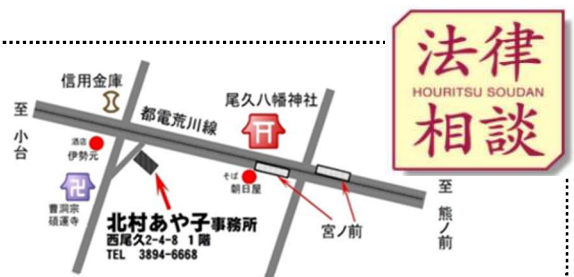 法律
HOURITSU SOUDAN
相談
信用金庫
至 小台
都電荒川線
尾久八幡神社
酒店
伊勢元
そば
朝日屋
曹洞宗
碩運寺
北村あや子事務所
西尾久2-4-8 1階
TEL 3894-6668
宮ノ前
至 熊ノ前